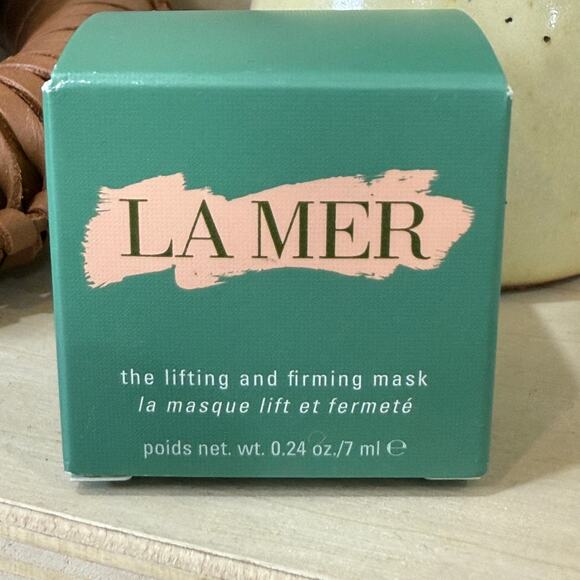 LA MER
the lifting and firming mask
la masque lift et fermeté
poids net. wt. 0.24 oz./7 ml ℮